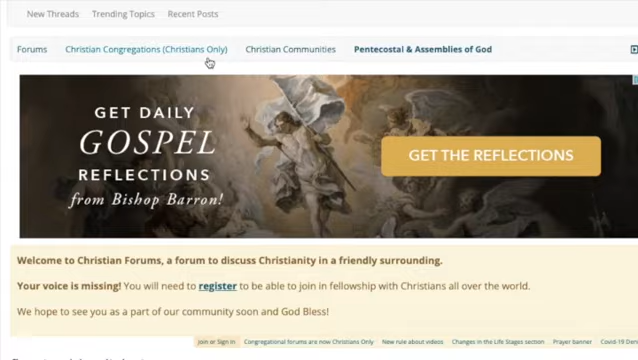 New Threads Trending Topics Recent Posts
Forums Christian Congregations (Christians Only) Christian Communities Pentecostal & Assemblies of God
GET DAILY
GOSPEL
REFLECTIONS
from Bishop Barron!
GET THE REFLECTIONS
Welcome to Christian Forums, a forum to discuss Christianity in a friendly surrounding.
Your voice is missing! You will need to register to be able to join in fellowship with Christians all over the world.
We hope to see you as a part of our community soon and God Bless!
Join or Sign in Congregational forums are now Christians Only New rule about videos Changes in the Life Stages section Prayer banner Covid-19 Den